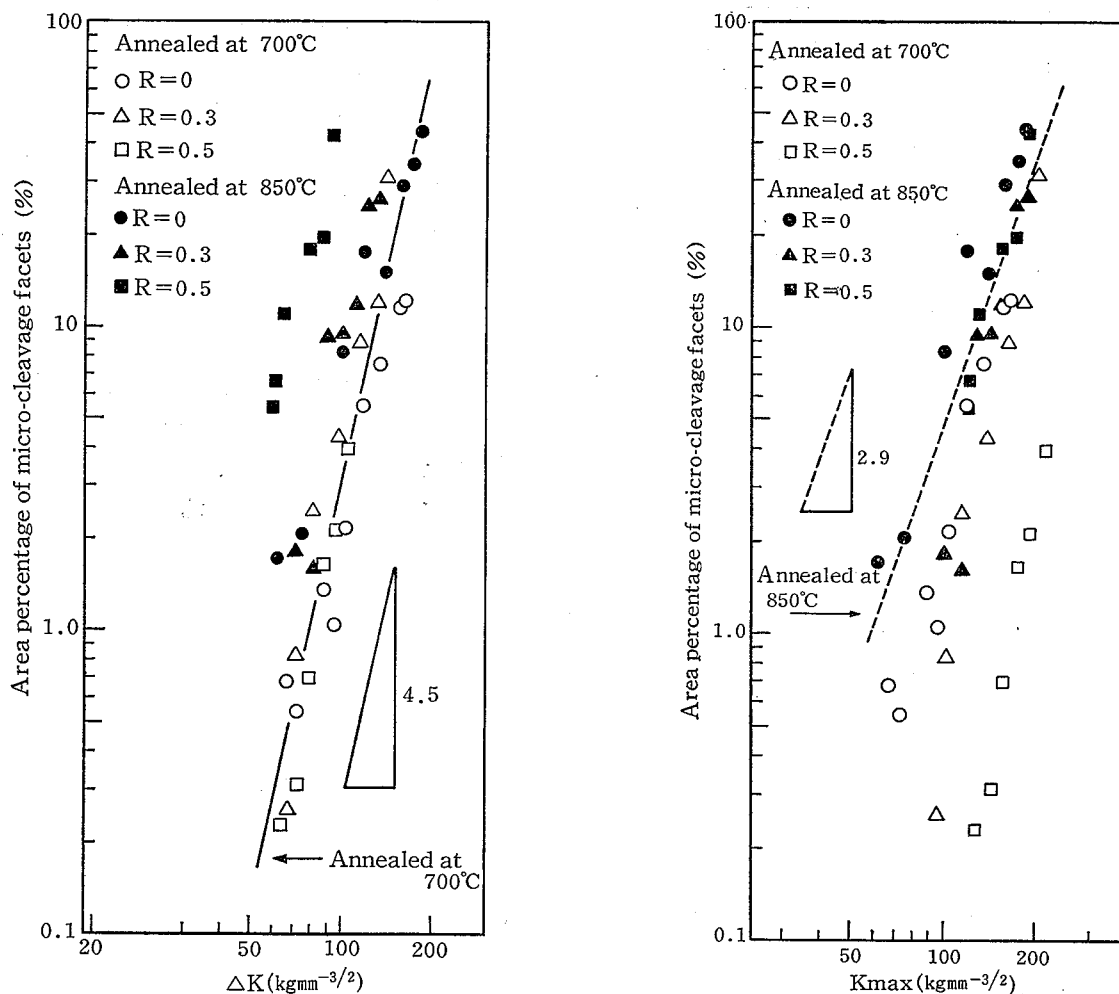 100
Annealed at 700℃
○ R=0
△ R=0.3
□ R=0.5
Annealed at 850℃
● R=0
▲ R=0.3
■ R=0.5
10
1.0
0.1
Area percentage of micro-cleavage facets (%)
4.5
Annealed at
700℃
20
50
100
200
△K(kgmm⁻³/²)
100
Annealed at 700℃
○ R=0
△ R=0.3
□ R=0.5
Annealed at 850℃
● R=0
▲ R=0.3
■ R=0.5
10
1.0
0.1
Area percentage of micro-cleavage facets (%)
2.9
Annealed at
850℃
50
100
200
Kmax(kgmm⁻³/²)